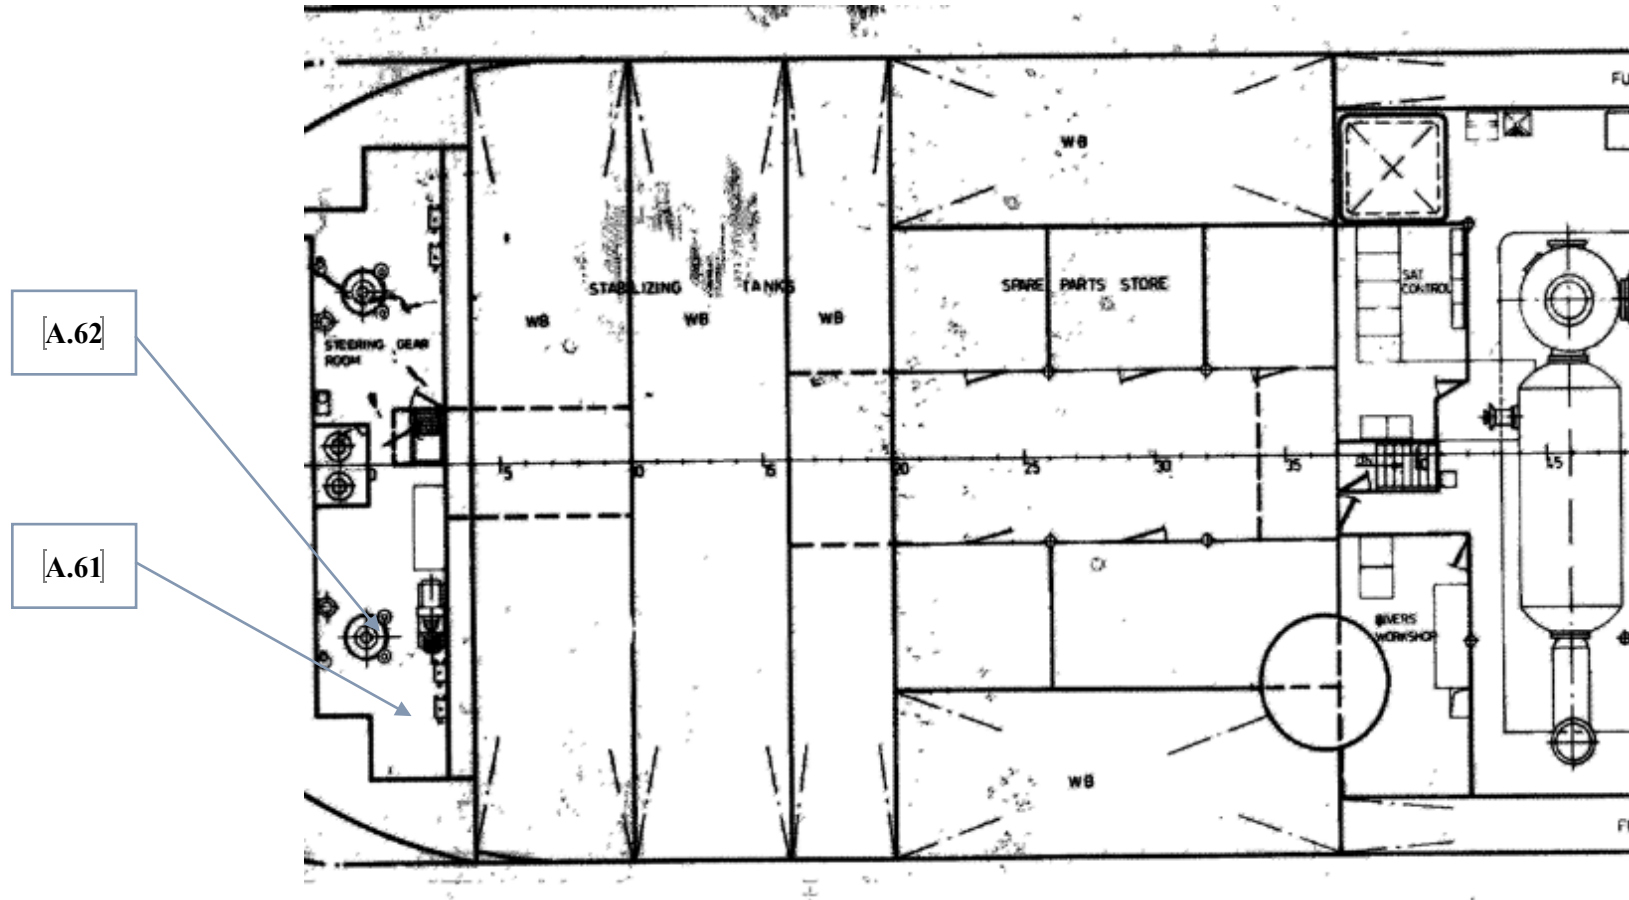 FU
WB
SAT
CONTROL
STABILIZING TANKS
SPARE PARTS STORE
WB
WB
WB
[A.62]
STEERING GEAR
ROOM
5
10
15
20
25
30
35
45
[A.61]
DIVERS
WORKSHOP
WB